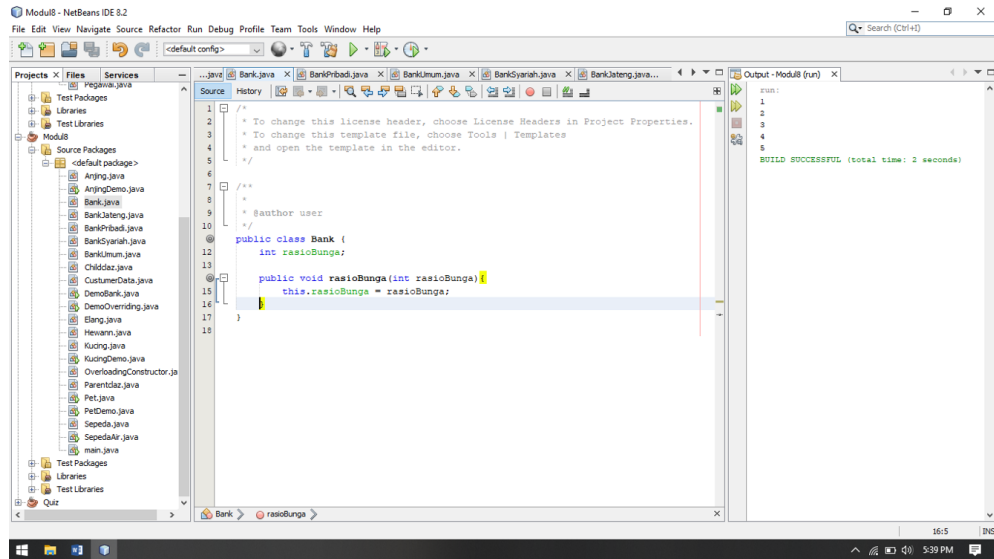 Modul8 - NetBeans IDE 8.2
File Edit View Navigate Source Refactor Run Debug Profile Team Tools Window Help
Search (Ctrl+I)
<default config>
Projects Files Services
Pegawai.java
Test Packages
Libraries
Test Libraries
Modul8
Source Packages
<default package>
Anjing.java
AnjingDemo.java
Bank.java
BankJateng.java
BankPribadi.java
BankSyariah.java
BankUmum.java
Childclaz.java
CustumerData.java
DemoBank.java
DemoOverriding.java
Elang.java
Hewann.java
Kucing.java
KucingDemo.java
OverloadingConstructor.ja
Parentclaz.java
Pet.java
PetDemo.java
Sepeda.java
SepedaAir.java
main.java
Test Packages
Libraries
Test Libraries
Quiz
...java Bank.java BankPribadi.java BankUmum.java BankSyariah.java BankJateng.java...
Source History
1 /*
2 * To change this license header, choose License Headers in Project Properties.
3 * To change this template file, choose Tools | Templates
4 * and open the template in the editor.
5 */
6
7 /**
8 *
9 * @author user
10 */
public class Bank {
12 int rasioBunga;
13
public void rasioBunga(int rasioBunga){
15 this.rasioBunga = rasioBunga;
16 }
17 }
18
Bank rasioBunga
Output - Modul8 (run)
run:
1
2
3
4
5
BUILD SUCCESSFUL (total time: 2 seconds)
16:5 INS
5:39 PM